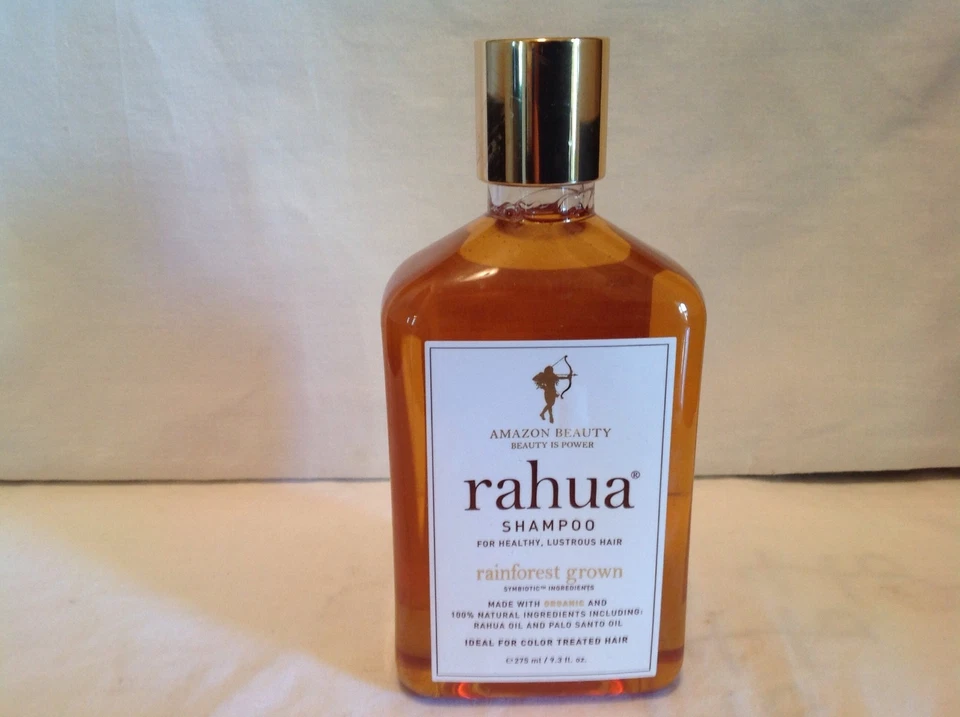 AMAZON BEAUTY
BEAUTY IS POWER
rahua®
SHAMPOO
FOR HEALTHY, LUSTROUS HAIR
rainforest grown
SYMBIOTIC™ INGREDIENTS
MADE WITH ORGANIC AND
100% NATURAL INGREDIENTS INCLUDING:
RAHUA OIL AND PALO SANTO OIL
IDEAL FOR COLOR TREATED HAIR
℮275 ml / 9.3 fl. oz.